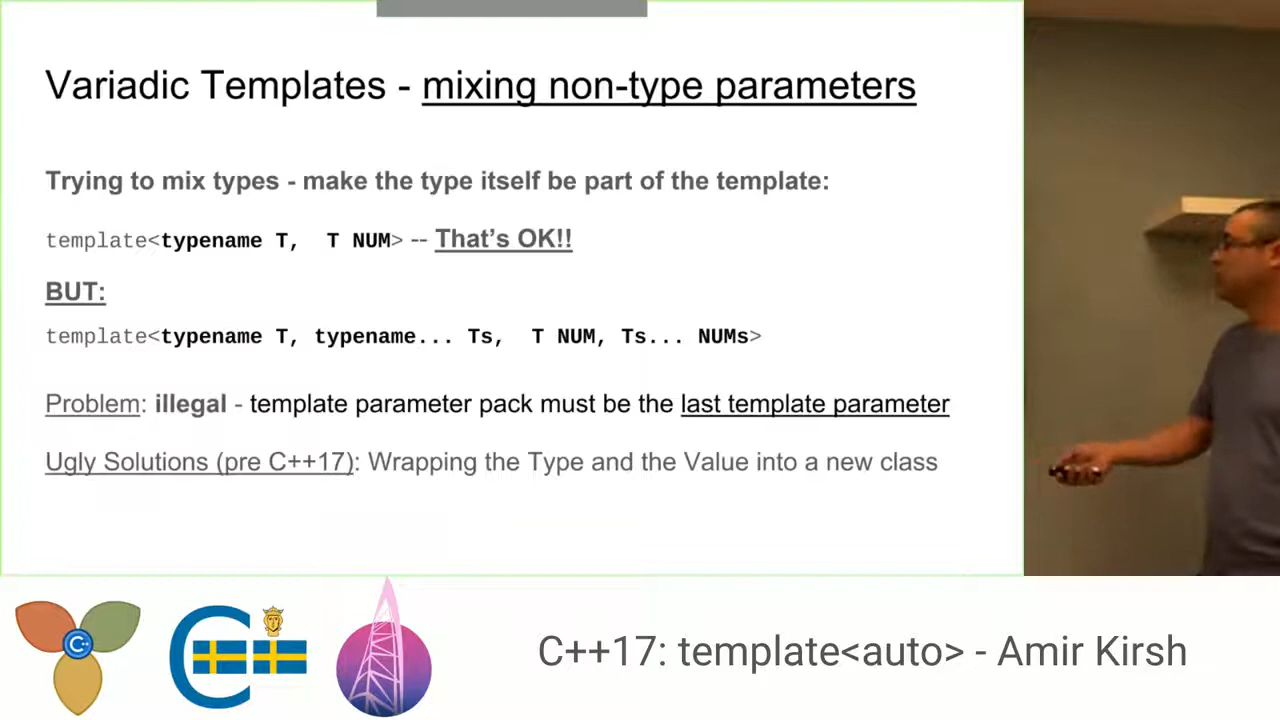 Variadic Templates - mixing non-type parameters
Trying to mix types - make the type itself be part of the template:
template<typename T,  T NUM> -- That's OK!!
BUT:
template<typename T, typename... Ts,  T NUM, Ts... NUMs>
Problem: illegal - template parameter pack must be the last template parameter
Ugly Solutions (pre C++17): Wrapping the Type and the Value into a new class
C++
C++
C++17: template<auto> - Amir Kirsh